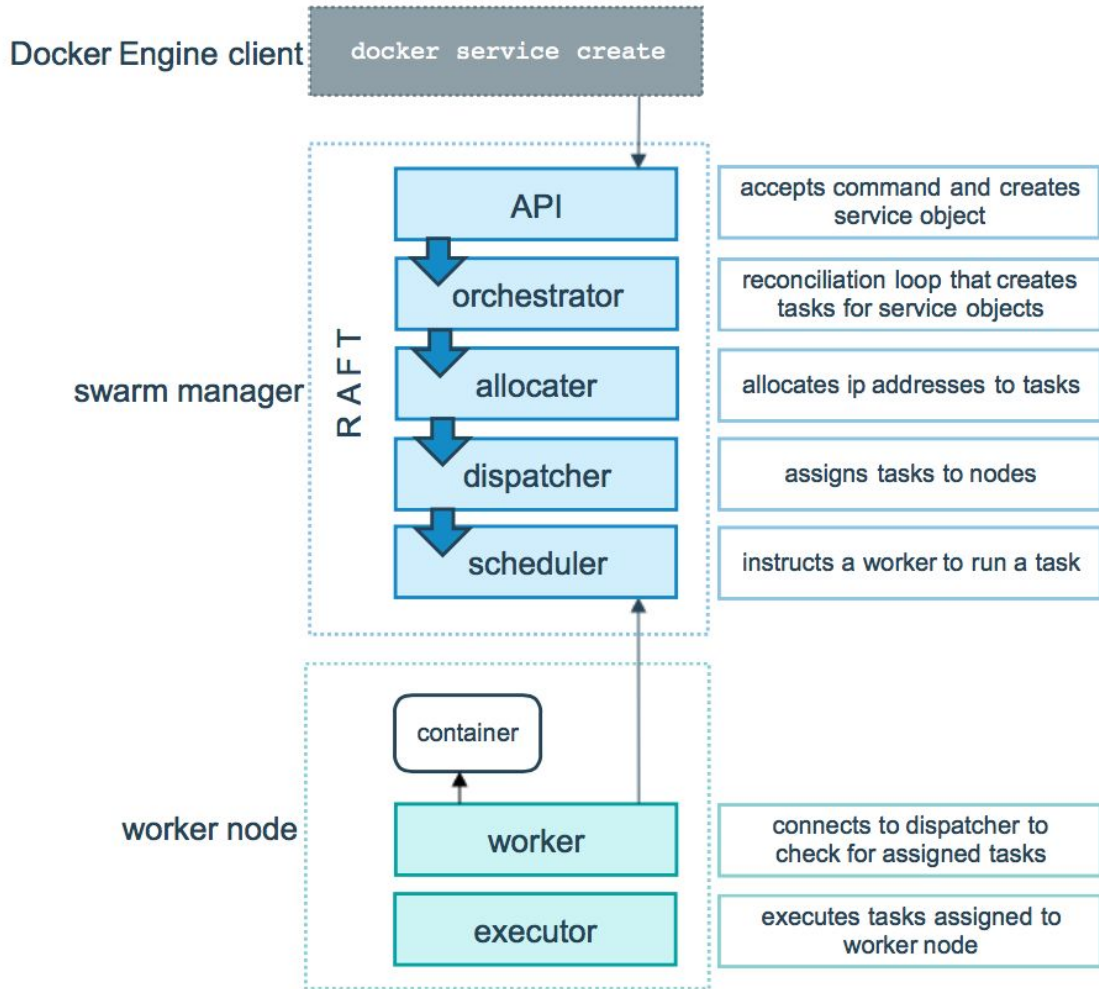 Docker Engine client
docker service create
swarm manager
RAFT
API
accepts command and creates
service object
orchestrator
reconciliation loop that creates
tasks for service objects
allocater
allocates ip addresses to tasks
dispatcher
assigns tasks to nodes
scheduler
instructs a worker to run a task
worker node
container
worker
connects to dispatcher to
check for assigned tasks
executor
executes tasks assigned to
worker node